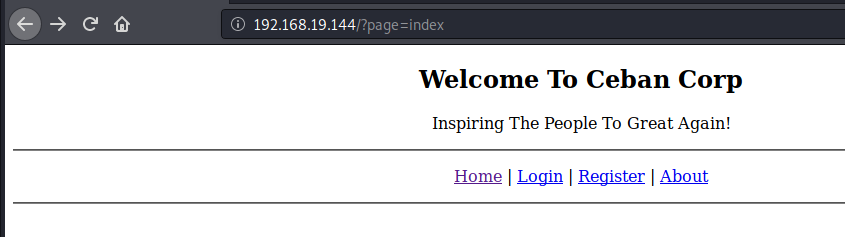 192.168.19.144/?page=index
Welcome To Ceban Corp
Inspiring The People To Great Again!
Home | Login | Register | About